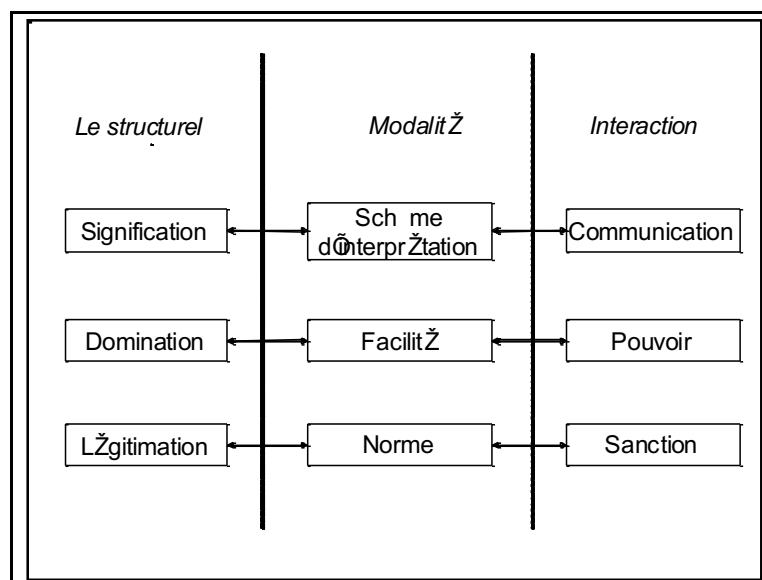 Le structurel
ModalitŽ
Interaction
Signification
Sch me
dÕinterprŽtation
Communication
Domination
FacilitŽ
Pouvoir
LŽgitimation
Norme
Sanction